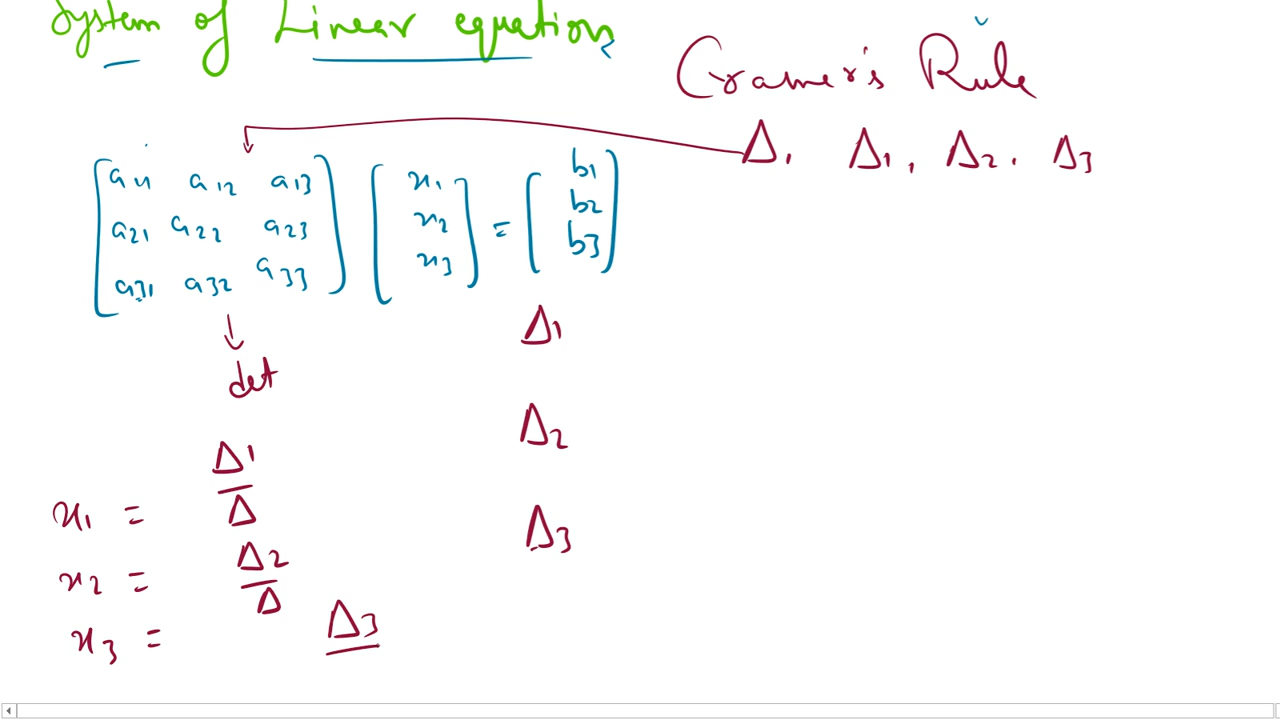 System of Linear equation
Cramer's Rule
Δ, Δ1, Δ2, Δ3
a11 a12 a13
a21 a22 a23
a31 a32 a33
x1
x2
x3
=
b1
b2
b3
det
Δ1
Δ2
Δ3
x1 = Δ1/Δ
x2 = Δ2/Δ
x3 = Δ3